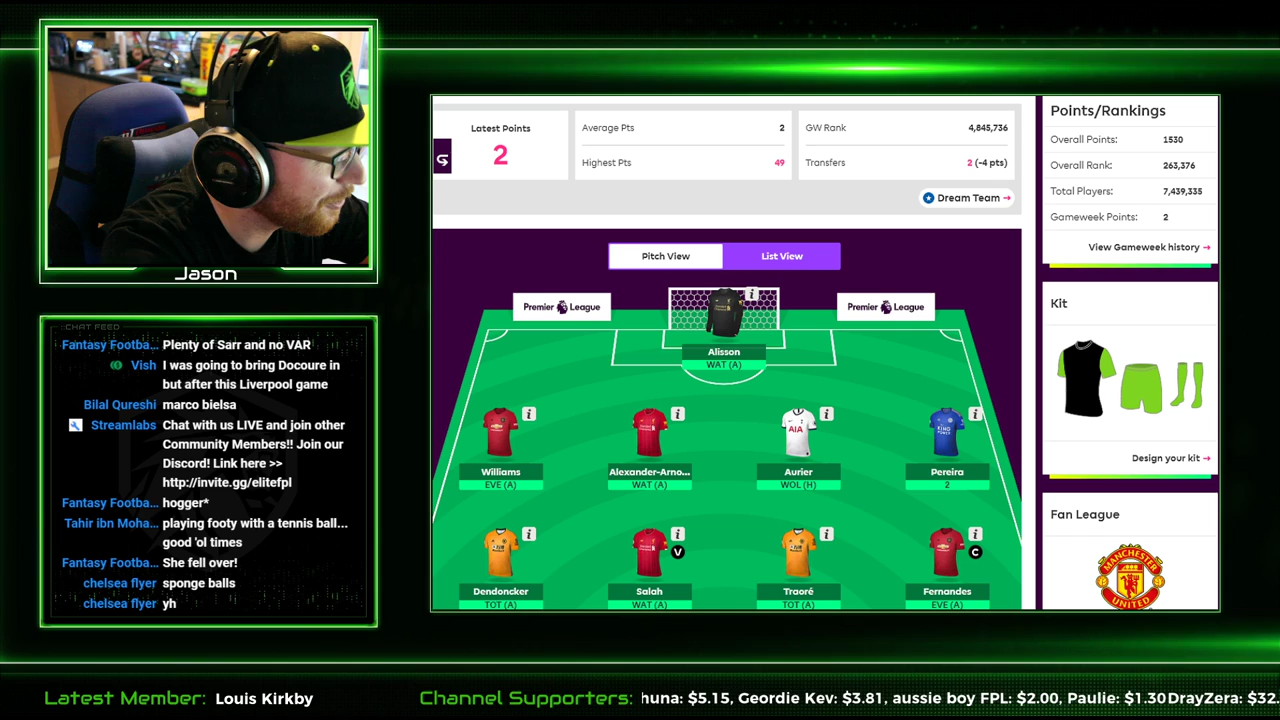 Jason
::CHAT FEED
Fantasy Footba... Plenty of Sarr and no VAR
Vish I was going to bring Docoure in
but after this Liverpool game
Bilal Qureshi marco bielsa
Streamlabs Chat with us LIVE and join other
Community Members!! Join our
Discord! Link here >>
http://invite.gg/elitefpl
Fantasy Footba... hogger*
Tahir ibn Moha... playing footy with a tennis ball...
good 'ol times
Fantasy Footba... She fell over!
chelsea flyer sponge balls
chelsea flyer yh
Latest Points
2
Average Pts 2
Highest Pts 49
GW Rank 4,845,736
Transfers 2 (-4 pts)
Dream Team →
Pitch View List View
Premier League Premier League
Alisson
WAT (A)
Williams Alexander-Arno... Aurier Pereira
EVE (A) WAT (A) WOL (H) 2
AIA
KING POWER
V C
Dendoncker Salah Traoré Fernandes
TOT (A) WAT (A) TOT (A) EVE (A)
Points/Rankings
Overall Points: 1530
Overall Rank: 263,376
Total Players: 7,439,335
Gameweek Points: 2
View Gameweek history →
Kit
Design your kit →
Fan League
MANCHESTER
UNITED
Latest Member: Louis Kirkby Channel Supporters: huna: $5.15, Geordie Kev: $3.81, aussie boy FPL: $2.00, Paulie: $1.30DrayZera: $32